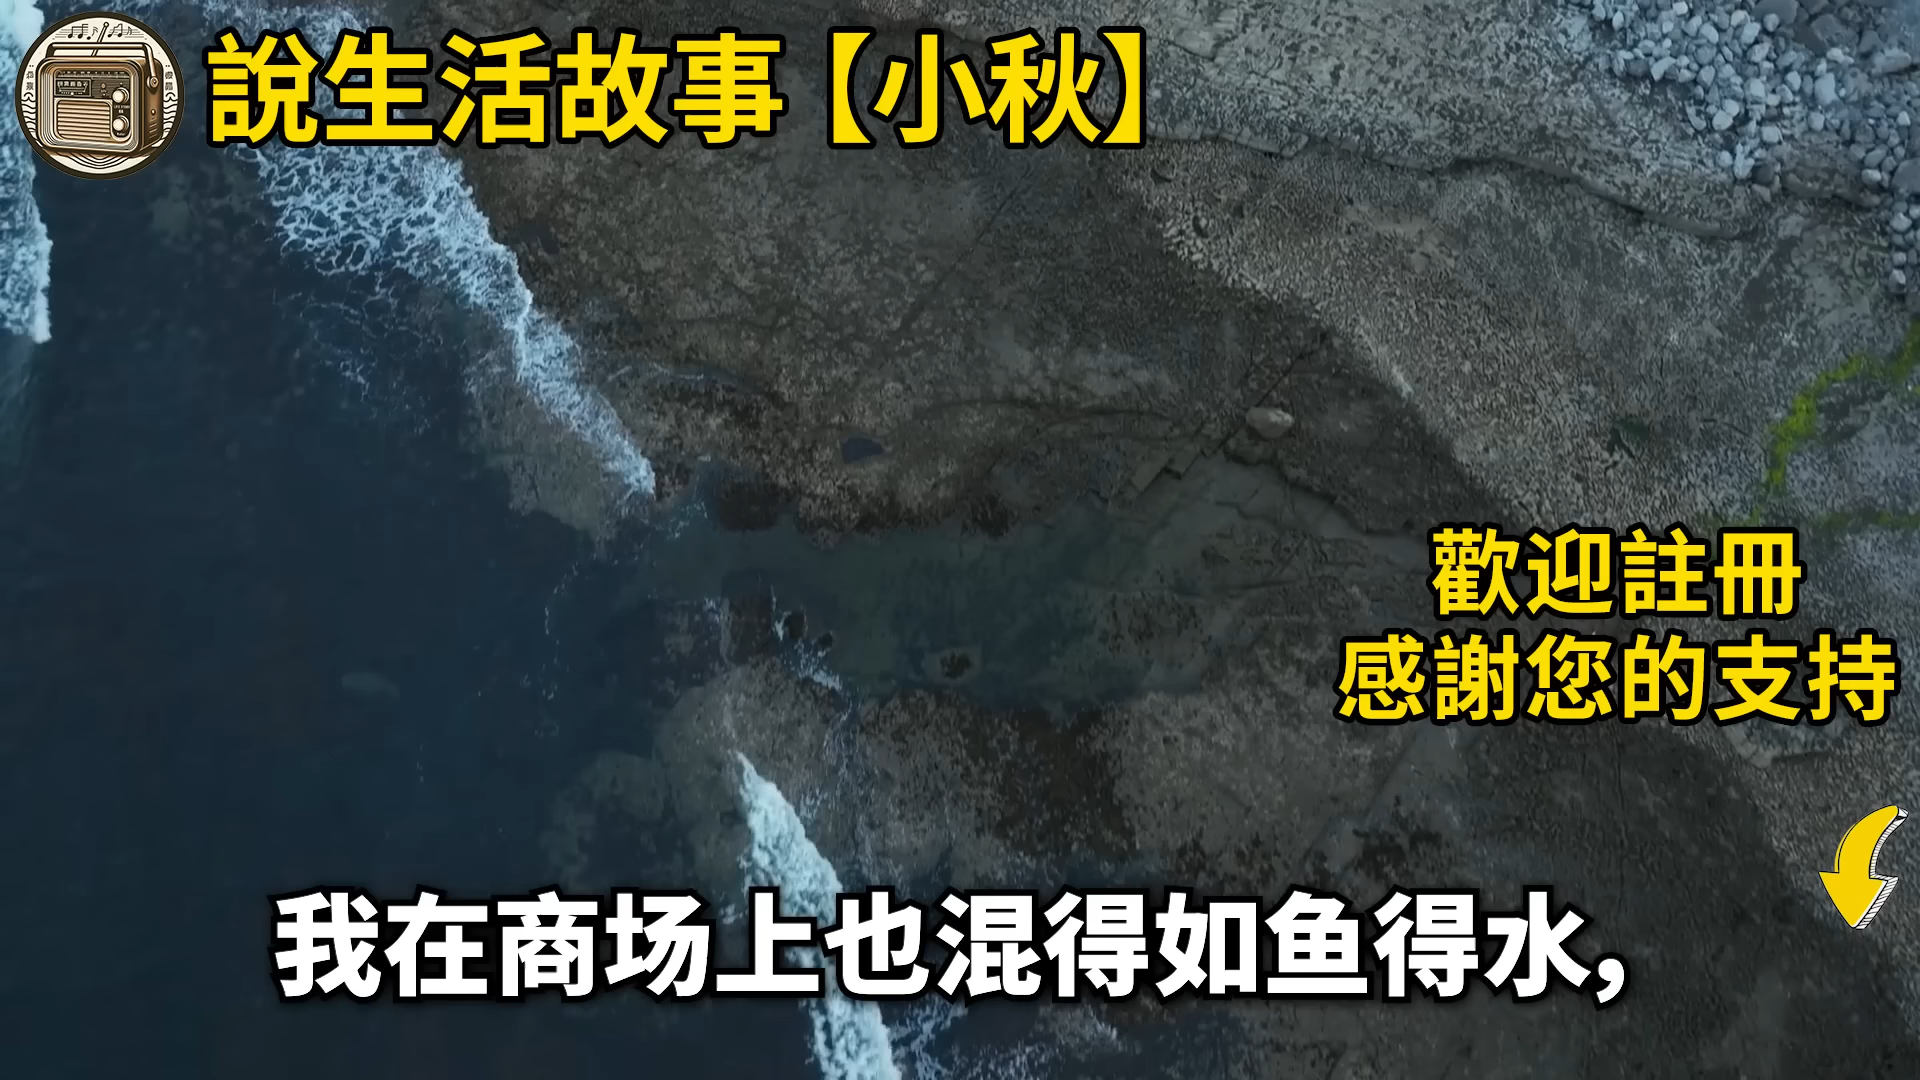 說生活故事【小秋】
歡迎註冊
感謝您的支持
我在商场上也混得如鱼得水,